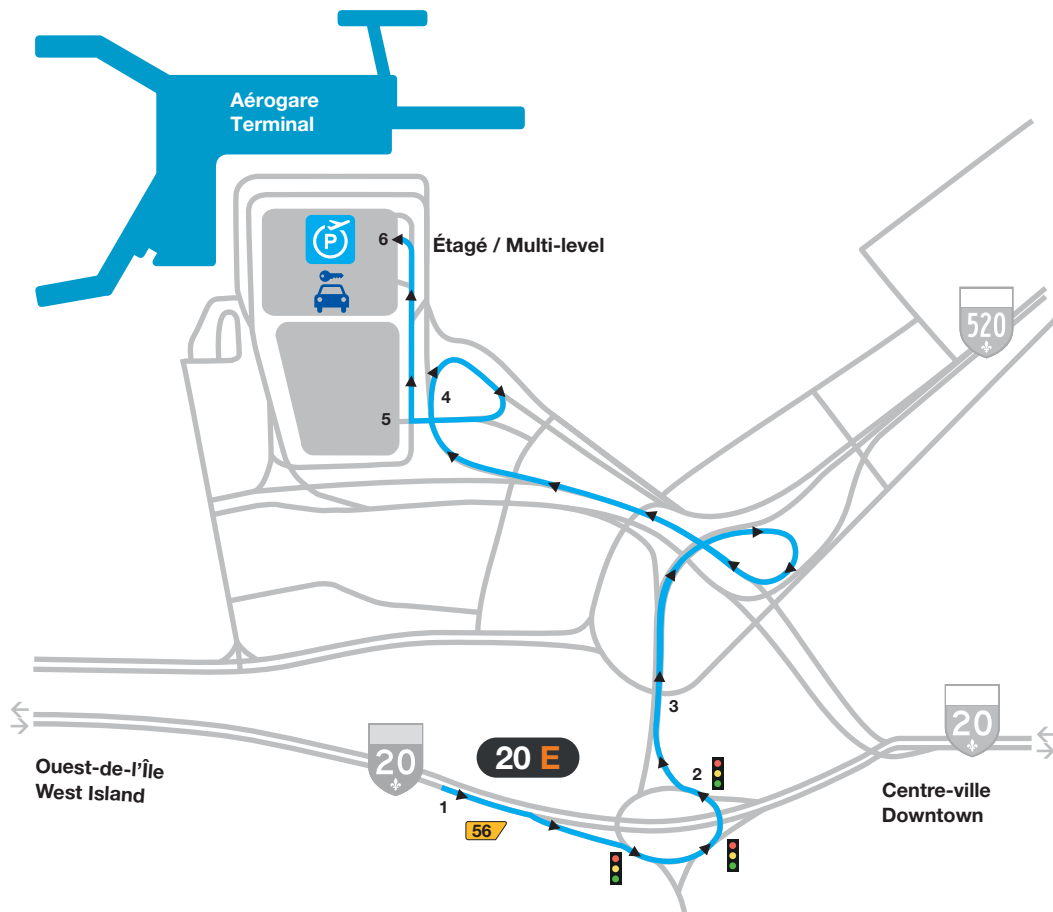 Aérogare
Terminal
P
6
Étagé / Multi-level
520
4
5
3
20
20 E
20
2
Ouest-de-l'Île
West Island
1
56
Centre-ville
Downtown